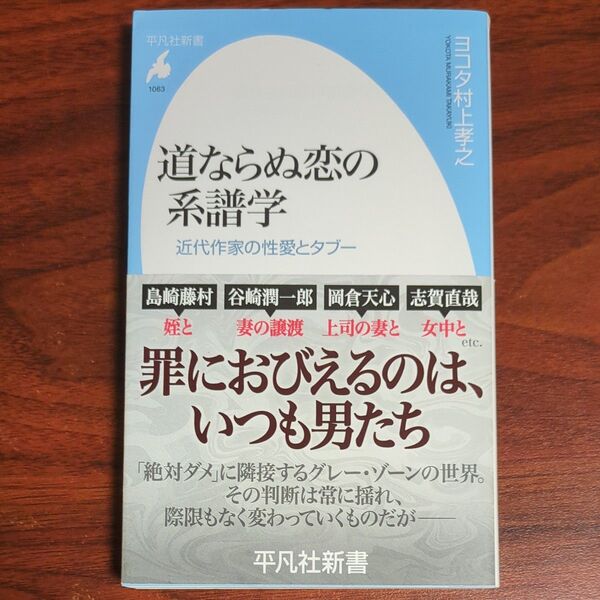 平凡社新書
1063
ヨコタ村上孝之
YOKOTA MURAKAMI TAKAYUKI
道ならぬ恋の
系譜学
近代作家の性愛とタブー
島崎藤村 谷崎潤一郎 岡倉天心 志賀直哉
姪と 妻の譲渡 上司の妻と 女中と
etc.
罪におびえるのは、
いつも男たち
「絶対ダメ」に隣接するグレー・ゾーンの世界。
その判断は常に揺れ、
際限もなく変わっていくものだが――
平凡社新書